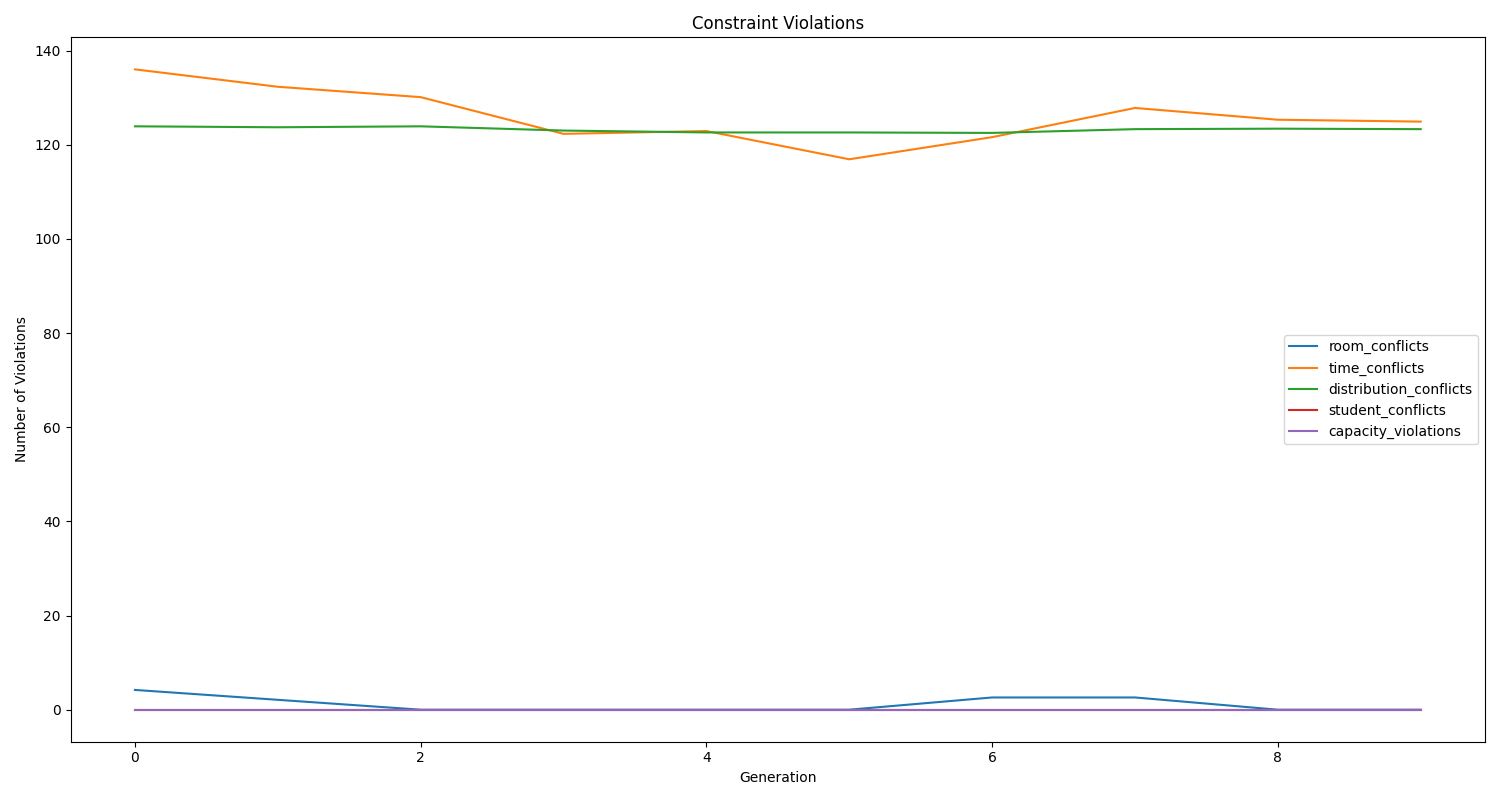 Constraint Violations
140
120
100
80
60
40
20
0
Number of Violations
room_conflicts
time_conflicts
distribution_conflicts
student_conflicts
capacity_violations
0 2 4 6 8
Generation